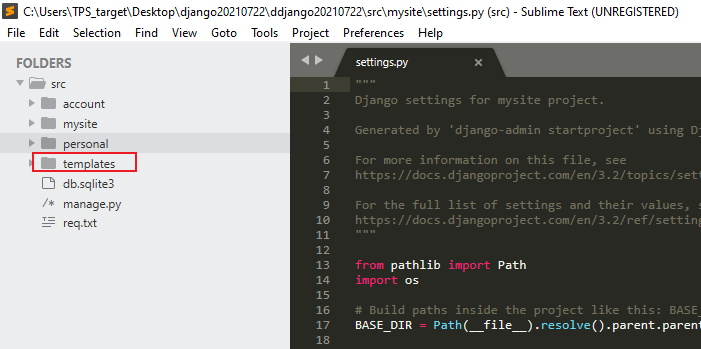 C:\Users\TPS_target\Desktop\django20210722\ddjango20210722\src\mysite\settings.py (src) - Sublime Text (UNREGISTERED)
File Edit Selection Find View Goto Tools Project Preferences Help
FOLDERS
src
account
mysite
personal
templates
db.sqlite3
manage.py
req.txt
settings.py
1 """
2 Django settings for mysite project.
3
4 Generated by 'django-admin startproject' using Dj
5
6 For more information on this file, see
7 https://docs.djangoproject.com/en/3.2/topics/set
8
9 For the full list of settings and their values, s
10 https://docs.djangoproject.com/en/3.2/ref/setting
11 """
12
13 from pathlib import Path
14 import os
15
16 # Build paths inside the project like this: BASE_
17 BASE_DIR = Path(__file__).resolve().parent.parent
18